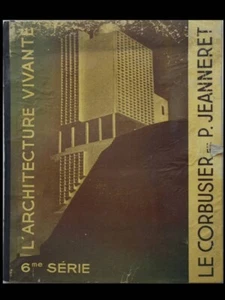 L'ARCHITECTURE VIVANTE
6me SÉRIE
LE CORBUSIER ET P. JEANNERET